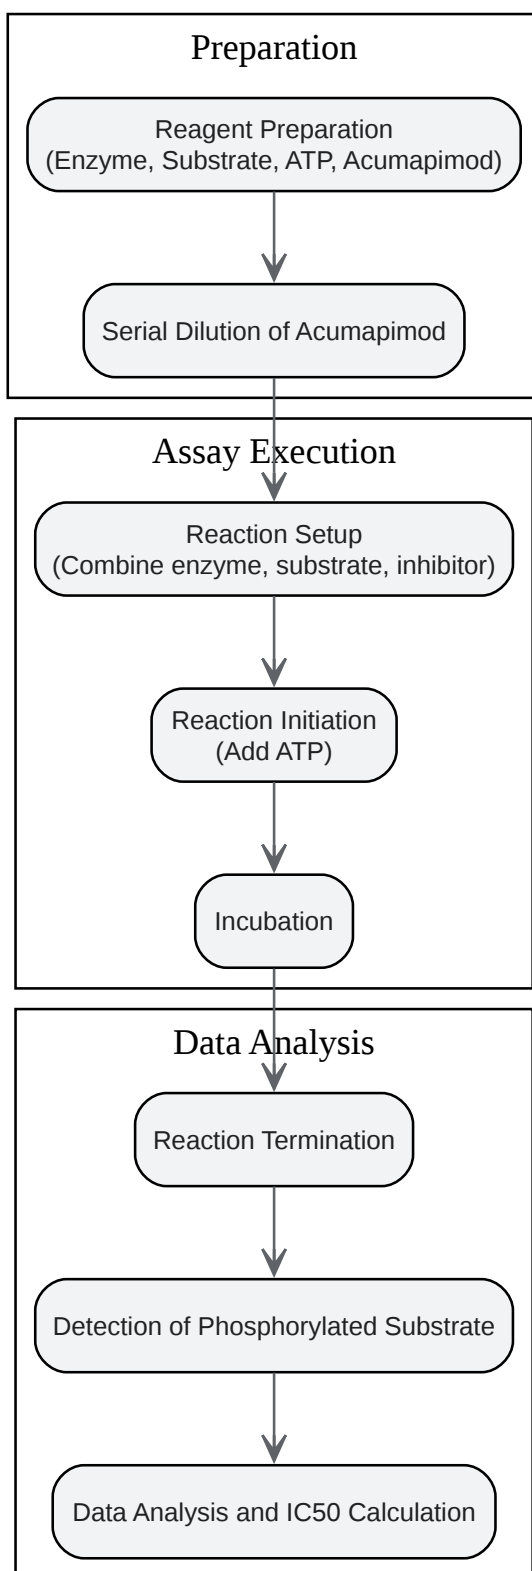 Preparation
Reagent Preparation
(Enzyme, Substrate, ATP, Acumapimod)
Serial Dilution of Acumapimod
Assay Execution
Reaction Setup
(Combine enzyme, substrate, inhibitor)
Reaction Initiation
(Add ATP)
Incubation
Data Analysis
Reaction Termination
Detection of Phosphorylated Substrate
Data Analysis and IC50 Calculation